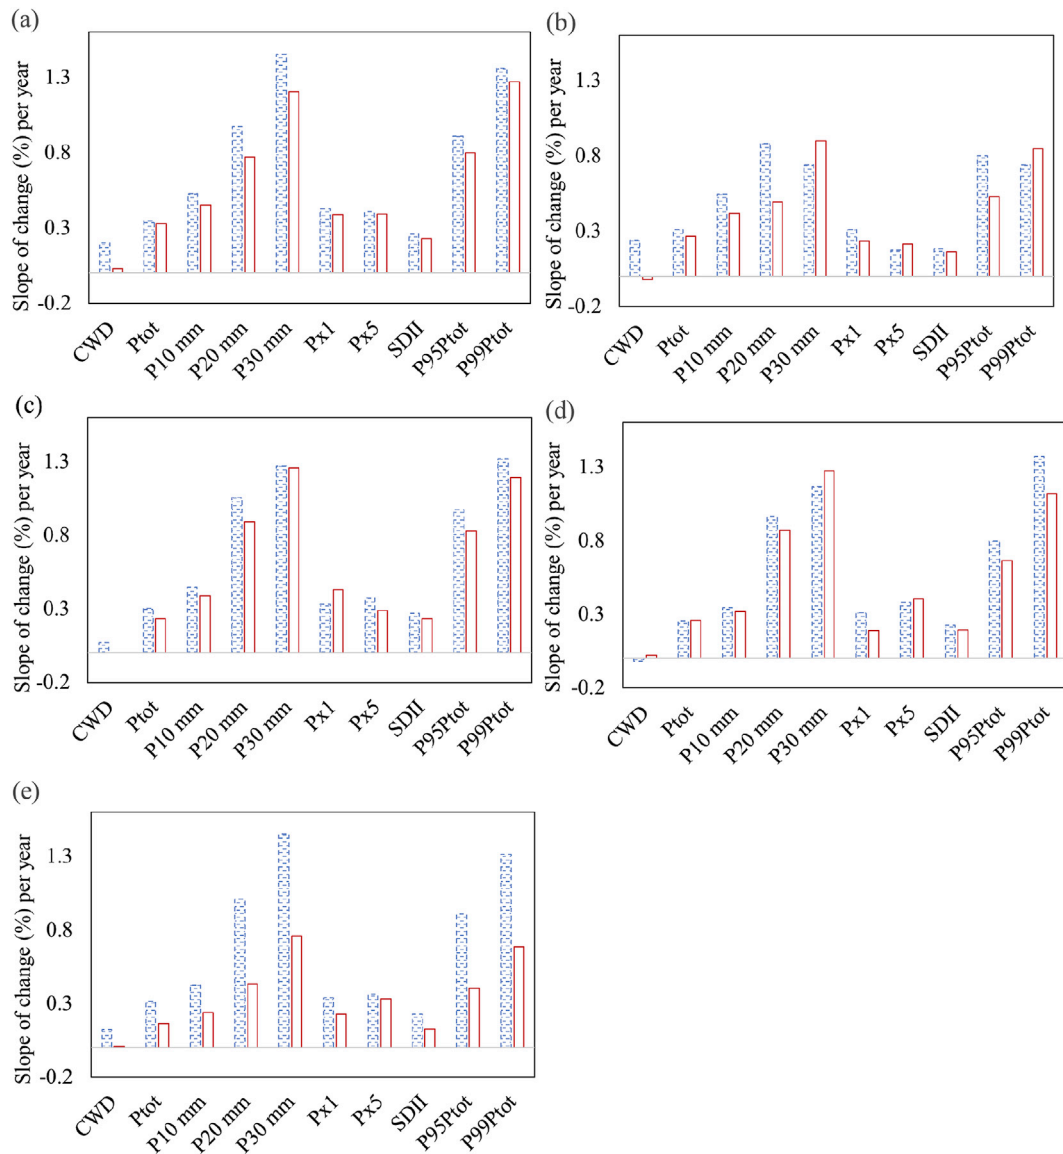 (a)
Slope of change (%) per year
1.3
0.8
0.3
-0.2
CWD
Ptot
P10 mm
P20 mm
P30 mm
Px1
Px5
SDII
P95Ptot
P99Ptot
(b)
Slope of change (%) per year
1.3
0.8
0.3
-0.2
CWD
Ptot
P10 mm
P20 mm
P30 mm
Px1
Px5
SDII
P95Ptot
P99Ptot
(c)
Slope of change (%) per year
1.3
0.8
0.3
-0.2
CWD
Ptot
P10 mm
P20 mm
P30 mm
Px1
Px5
SDII
P95Ptot
P99Ptot
(d)
Slope of change (%) per year
1.3
0.8
0.3
-0.2
CWD
Ptot
P10 mm
P20 mm
P30 mm
Px1
Px5
SDII
P95Ptot
P99Ptot
(e)
Slope of change (%) per year
1.3
0.8
0.3
-0.2
CWD
Ptot
P10 mm
P20 mm
P30 mm
Px1
Px5
SDII
P95Ptot
P99Ptot